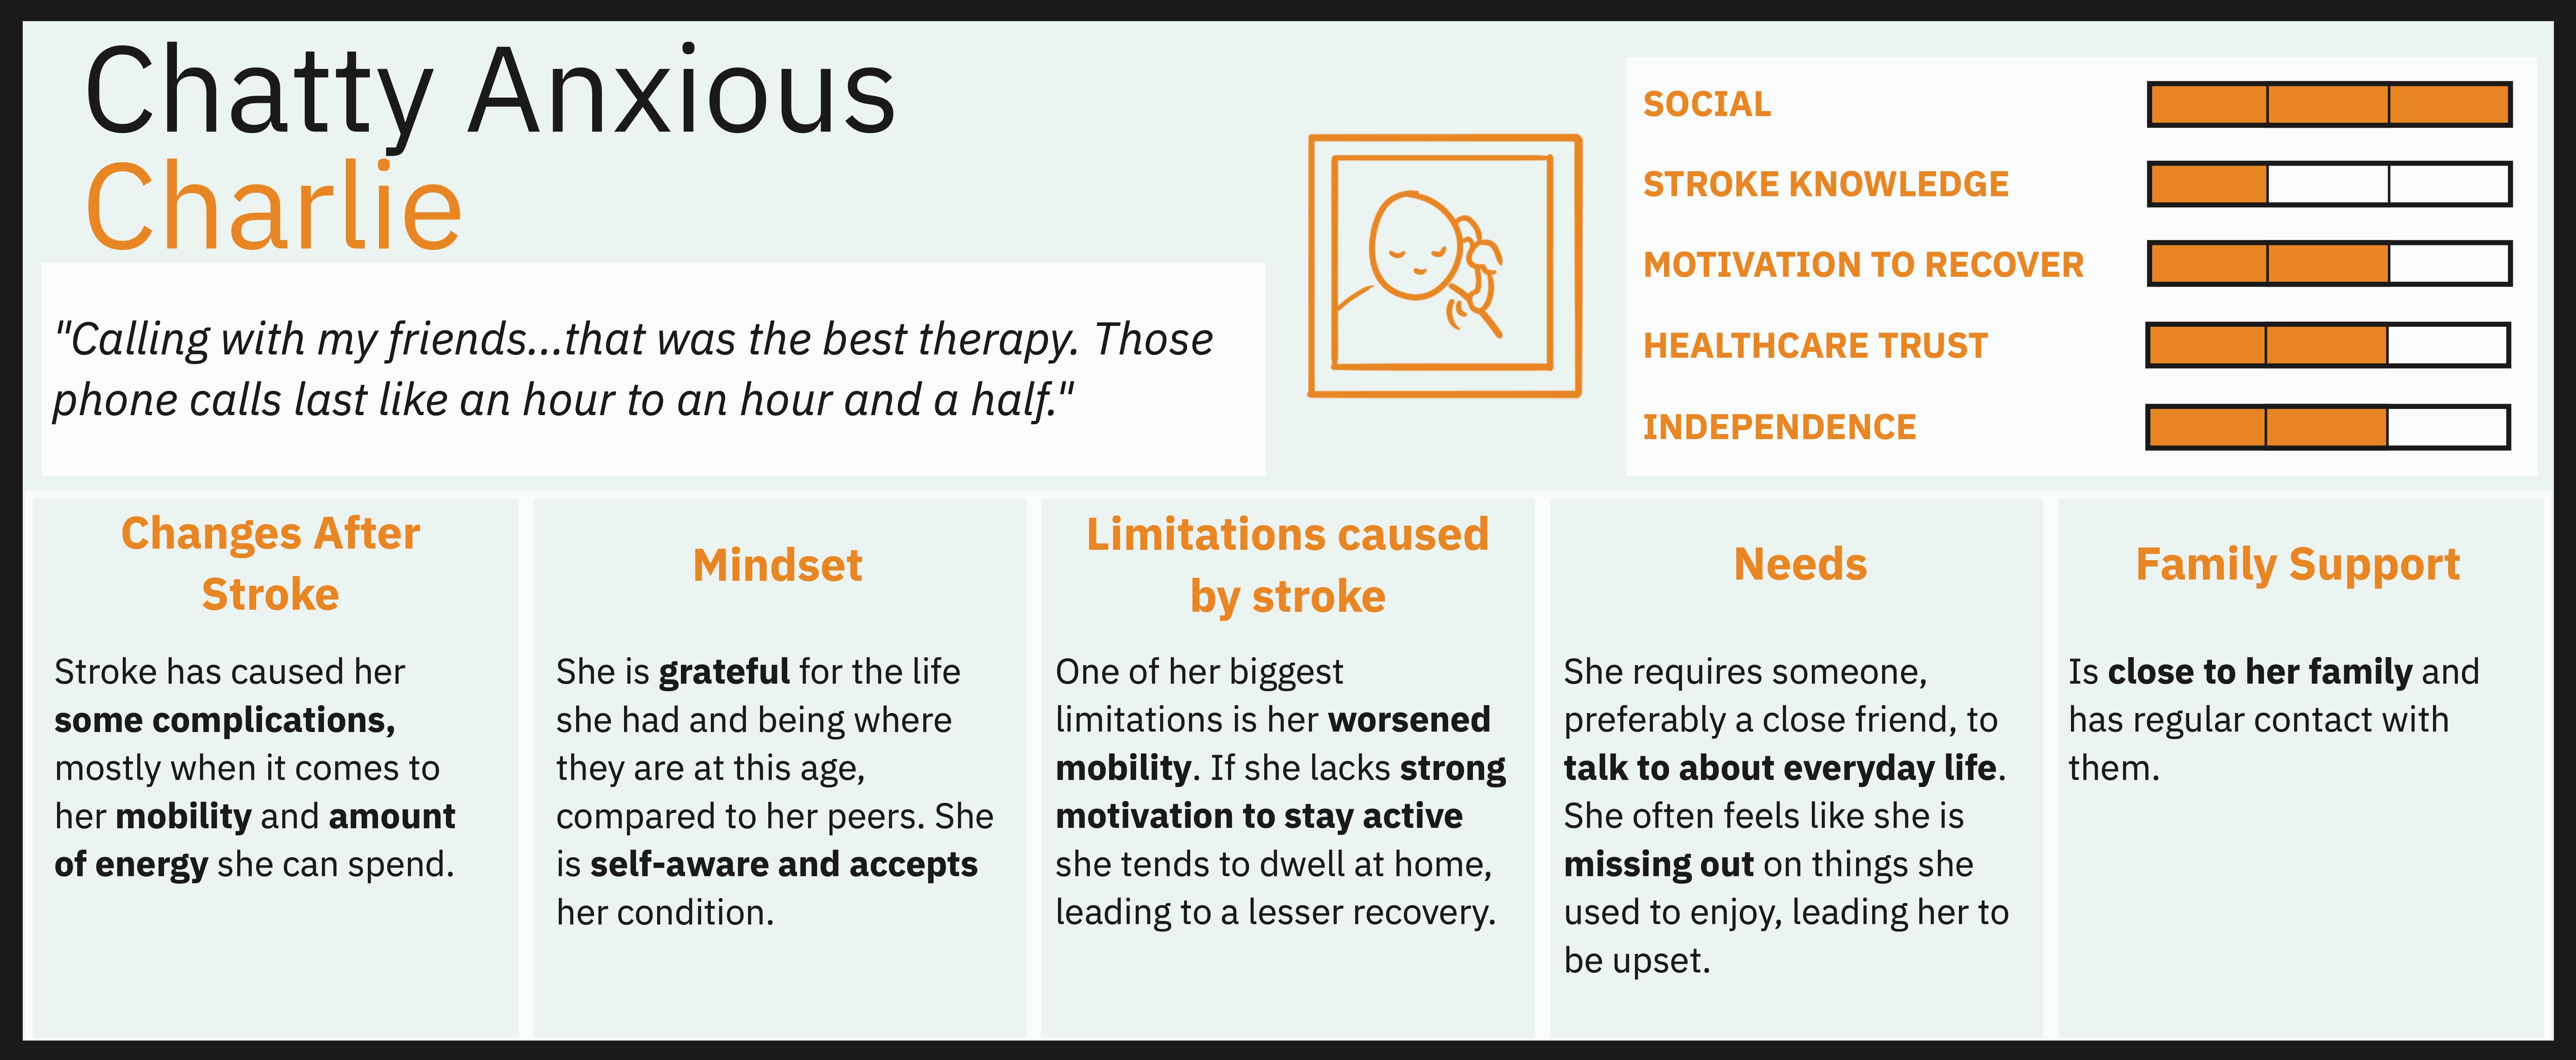 Chatty Anxious
Charlie
"Calling with my friends...that was the best therapy. Those
phone calls last like an hour to an hour and a half."
SOCIAL
STROKE KNOWLEDGE
MOTIVATION TO RECOVER
HEALTHCARE TRUST
INDEPENDENCE
Changes After
Stroke
Stroke has caused her
some complications,
mostly when it comes to
her mobility and amount
of energy she can spend.
Mindset
She is grateful for the life
she had and being where
they are at this age,
compared to her peers. She
is self-aware and accepts
her condition.
Limitations caused
by stroke
One of her biggest
limitations is her worsened
mobility. If she lacks strong
motivation to stay active
she tends to dwell at home,
leading to a lesser recovery.
Needs
She requires someone,
preferably a close friend, to
talk to about everyday life.
She often feels like she is
missing out on things she
used to enjoy, leading her to
be upset.
Family Support
Is close to her family and
has regular contact with
them.